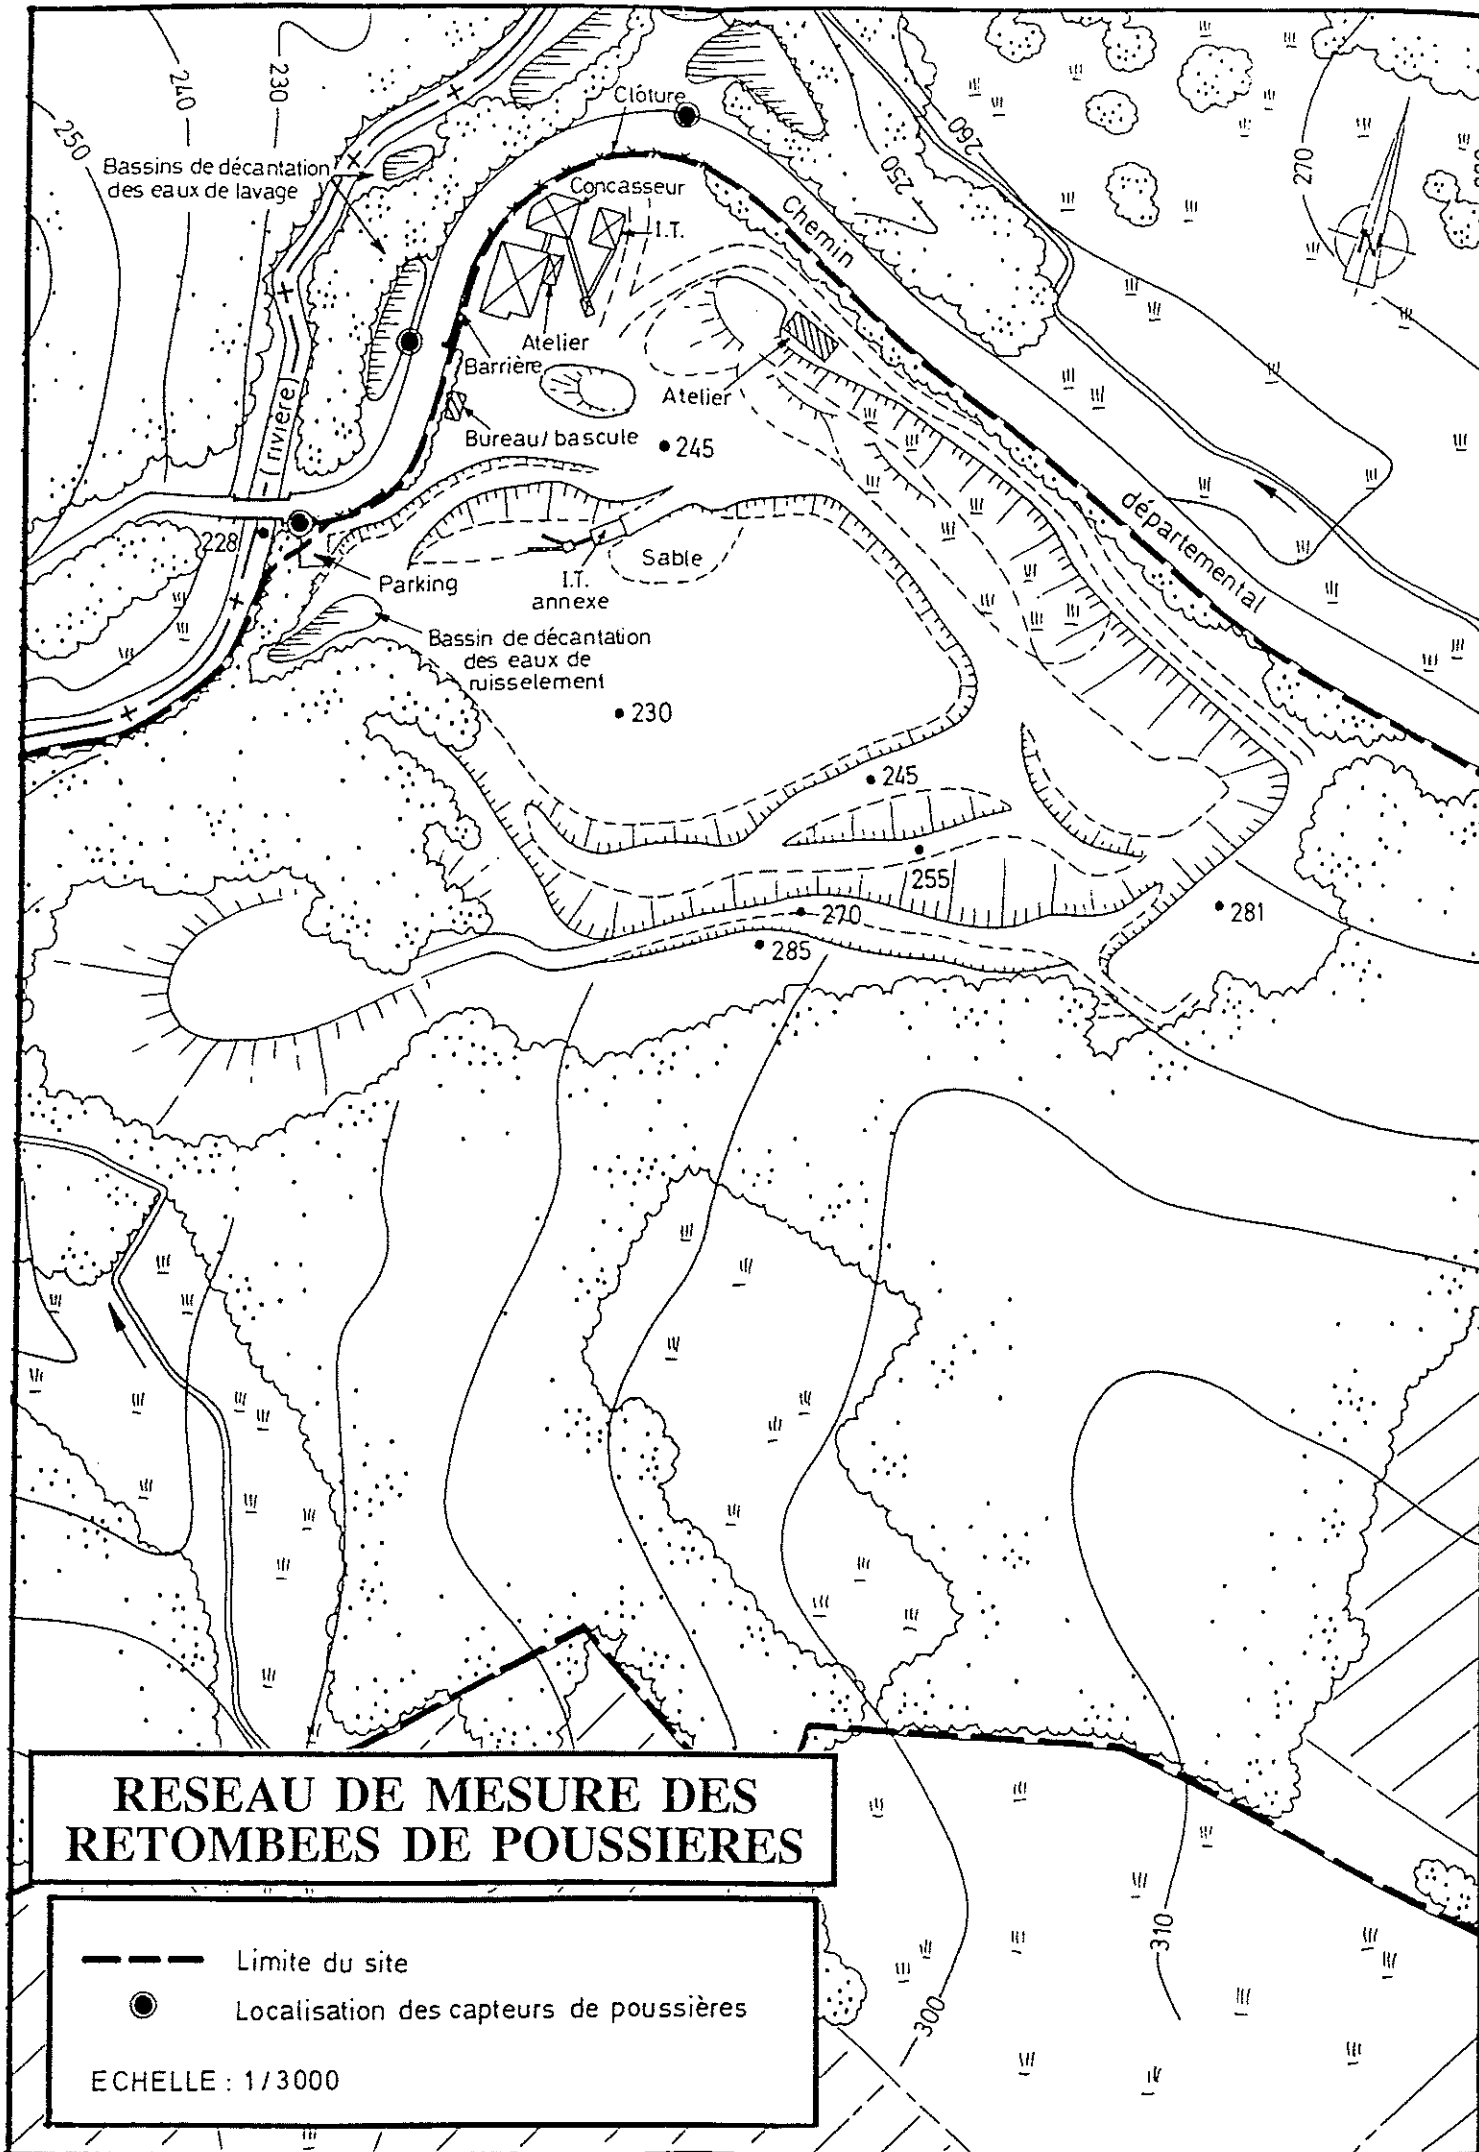 240
230
250
Clôture
Bassins de décantation
des eaux de lavage
Concasseur
I.T.
260
250
270
N
Chemin
départemental
(rivière)
Atelier
Barrière
Atelier
Bureau/bascule
245
228
Parking
I.T.
annexe
Sable
Bassin de décantation
des eaux de
ruisselement
230
245
255
270
281
285
RESEAU DE MESURE DES
RETOMBEES DE POUSSIERES
Limite du site
Localisation des capteurs de poussières
ECHELLE : 1/3000
300
310